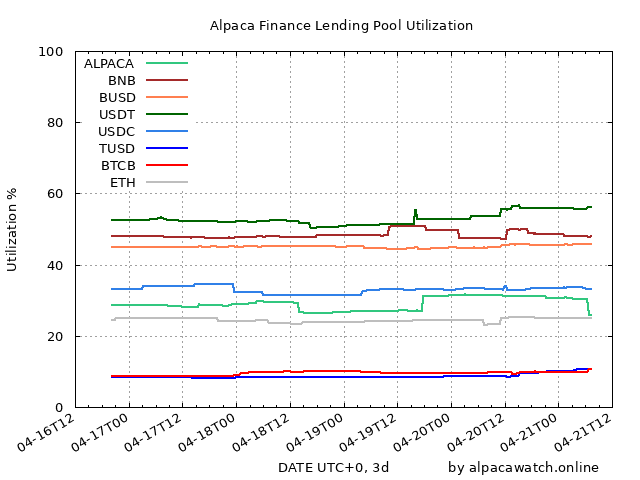 Alpaca Finance Lending Pool Utilization
100
80
60
40
20
0
Utilization %
ALPACA
BNB
BUSD
USDT
USDC
TUSD
BTCB
ETH
04-16T12
04-17T00
04-17T12
04-18T00
04-18T12
04-19T00
04-19T12
04-20T00
04-20T12
04-21T00
04-21T12
DATE UTC+0, 3d
by alpacawatch.online